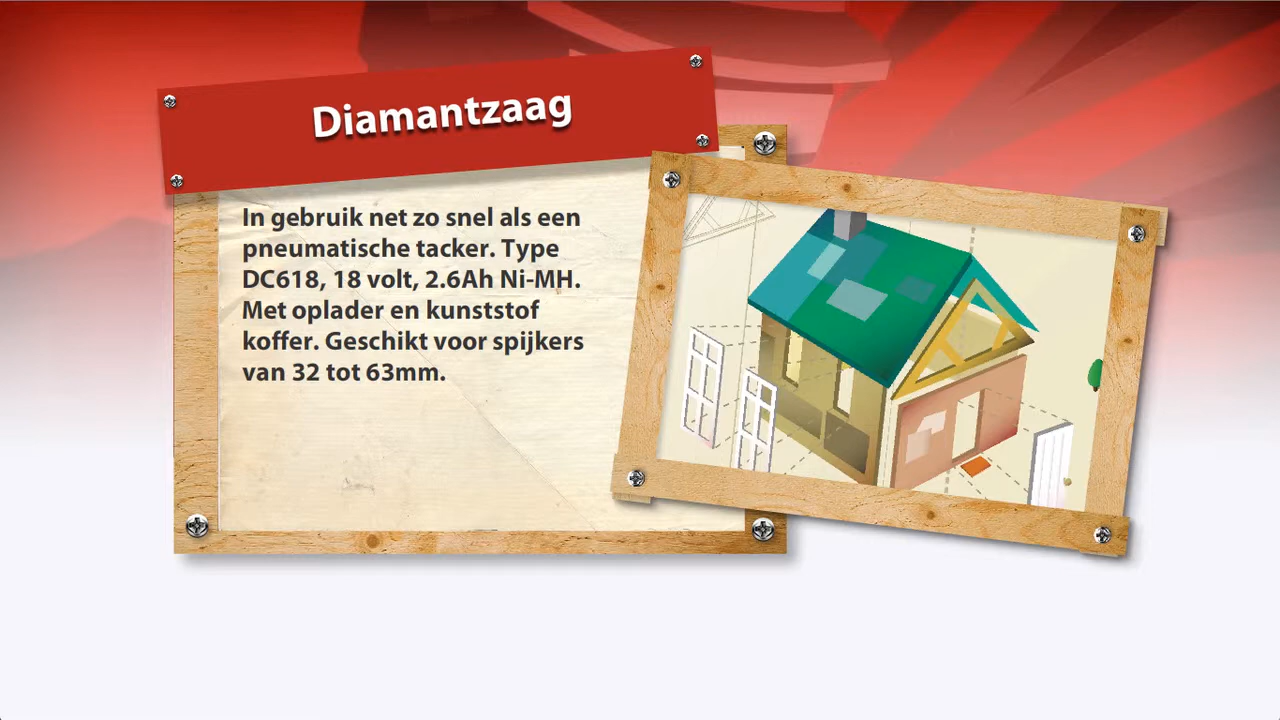 Diamantzaag
In gebruik net zo snel als een
pneumatische tacker. Type
DC618, 18 volt, 2.6Ah Ni-MH.
Met oplader en kunststof
koffer. Geschikt voor spijkers
van 32 tot 63mm.